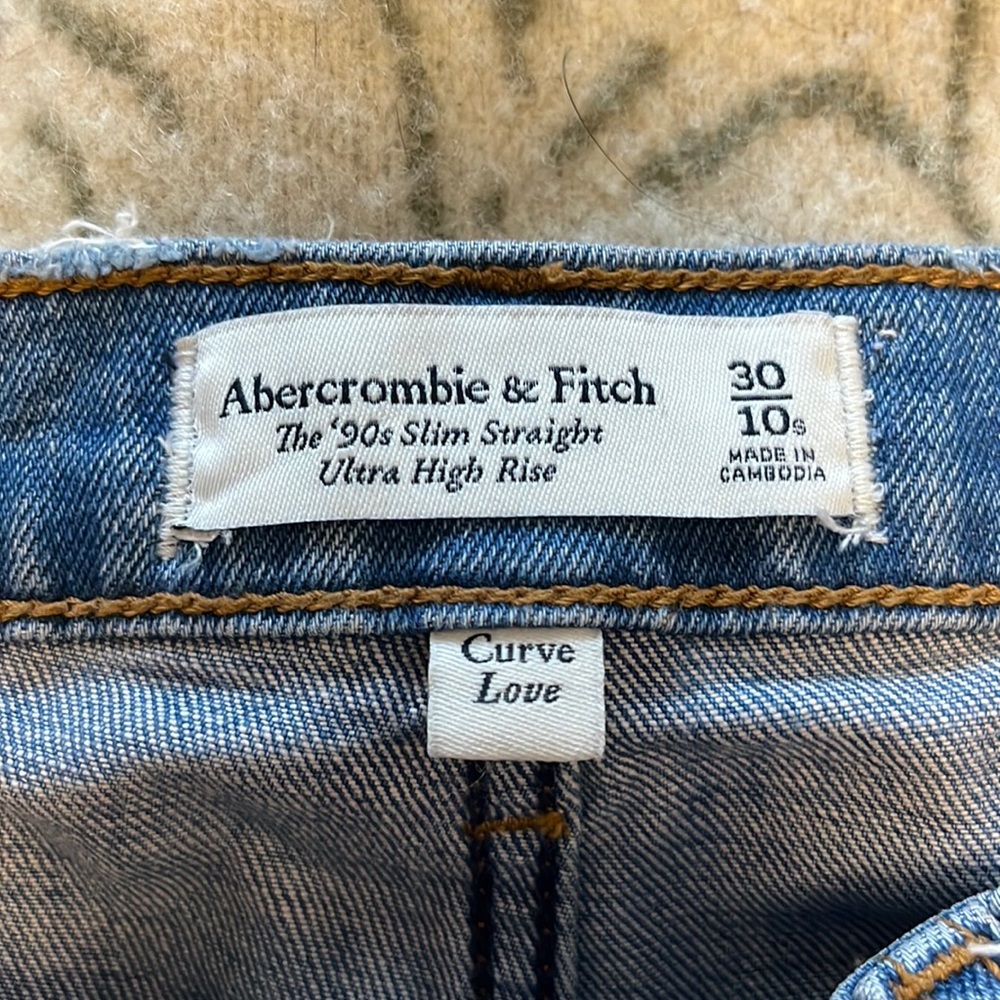 Abercrombie & Fitch
The '90s Slim Straight
Ultra High Rise
30
10s
MADE IN
CAMBODIA
Curve
Love